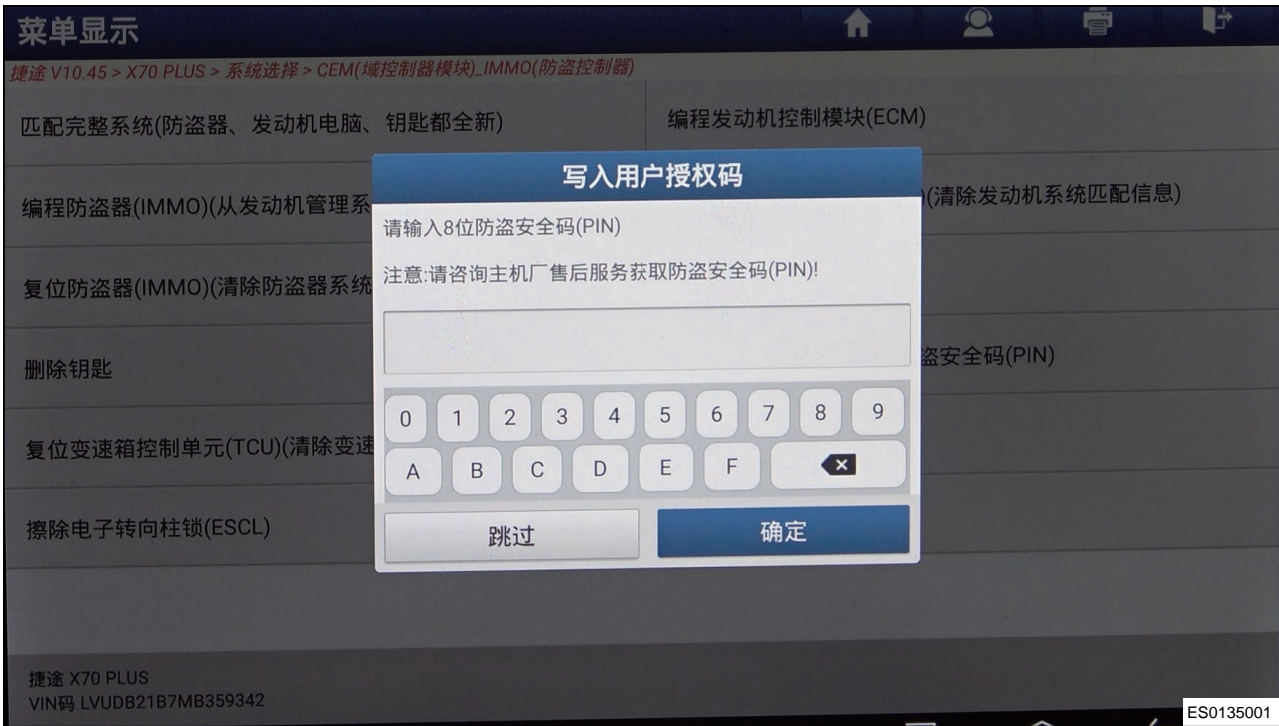 菜单显示
捷途 V10.45 > X70 PLUS > 系统选择 > CEM(域控制器模块)_IMMO(防盗控制器)
匹配完整系统(防盗器、发动机电脑、钥匙都全新)
编程发动机控制模块(ECM)
编程防盗器(IMMO)(从发动机管理系
)(清除发动机系统匹配信息)
复位防盗器(IMMO)(清除防盗器系统
删除钥匙
盗安全码(PIN)
复位变速箱控制单元(TCU)(清除变速
擦除电子转向柱锁(ESCL)
写入用户授权码
请输入8位防盗安全码(PIN)
注意:请咨询主机厂售后服务获取防盗安全码(PIN)!
0 1 2 3 4 5 6 7 8 9
A B C D E F
跳过 确定
捷途 X70 PLUS
VIN码 LVUDB21B7MB359342
ES0135001